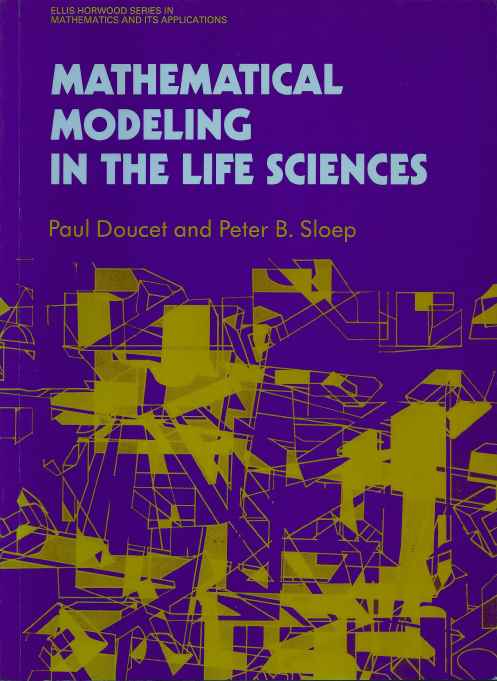 ELLIS HORWOOD SERIES IN
MATHEMATICS AND ITS APPLICATIONS
MATHEMATICAL
MODELING
IN THE LIFE SCIENCES
Paul Doucet and Peter B. Sloep